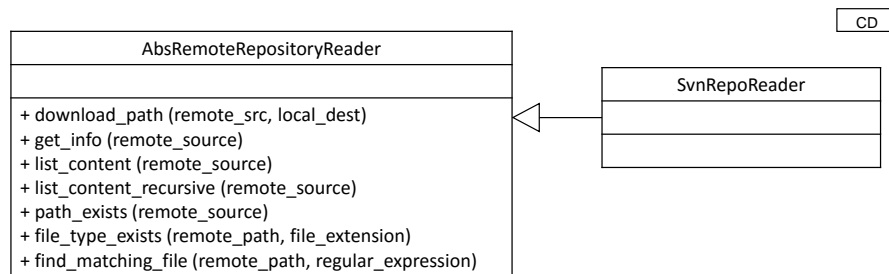 CD
AbsRemoteRepositoryReader
+ download_path (remote_src, local_dest)
+ get_info (remote_source)
+ list_content (remote_source)
+ list_content_recursive (remote_source)
+ path_exists (remote_source)
+ file_type_exists (remote_path, file_extension)
+ find_matching_file (remote_path, regular_expression)
SvnRepoReader